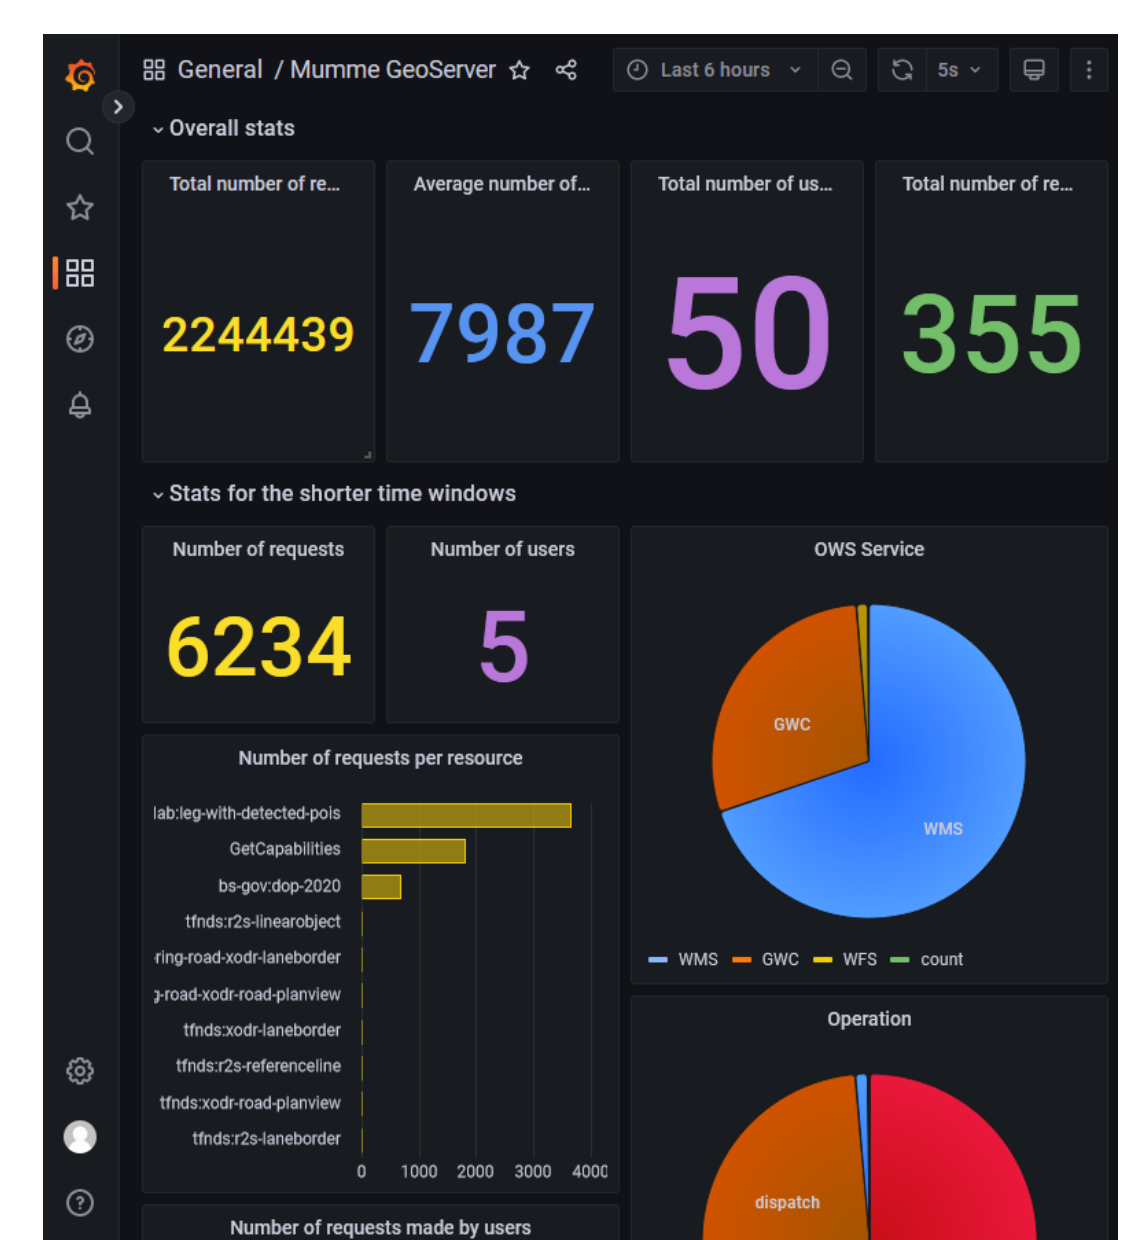 General / Mumme GeoServer
Last 6 hours
5s
Overall stats
Total number of re...
Average number of...
Total number of us...
Total number of re...
2244439
7987
50
355
Stats for the shorter time windows
Number of requests
Number of users
OWS Service
6234
5
GWC
WMS
WMS GWC WFS count
Number of requests per resource
lab:leg-with-detected-pois
GetCapabilities
bs-gov:dop-2020
tfnds:r2s-linearobject
ring-road-xodr-laneborder
g-road-xodr-road-planview
tfnds:xodr-laneborder
tfnds:r2s-referenceline
tfnds:xodr-road-planview
tfnds:r2s-laneborder
0 1000 2000 3000 4000
Operation
dispatch
Number of requests made by users